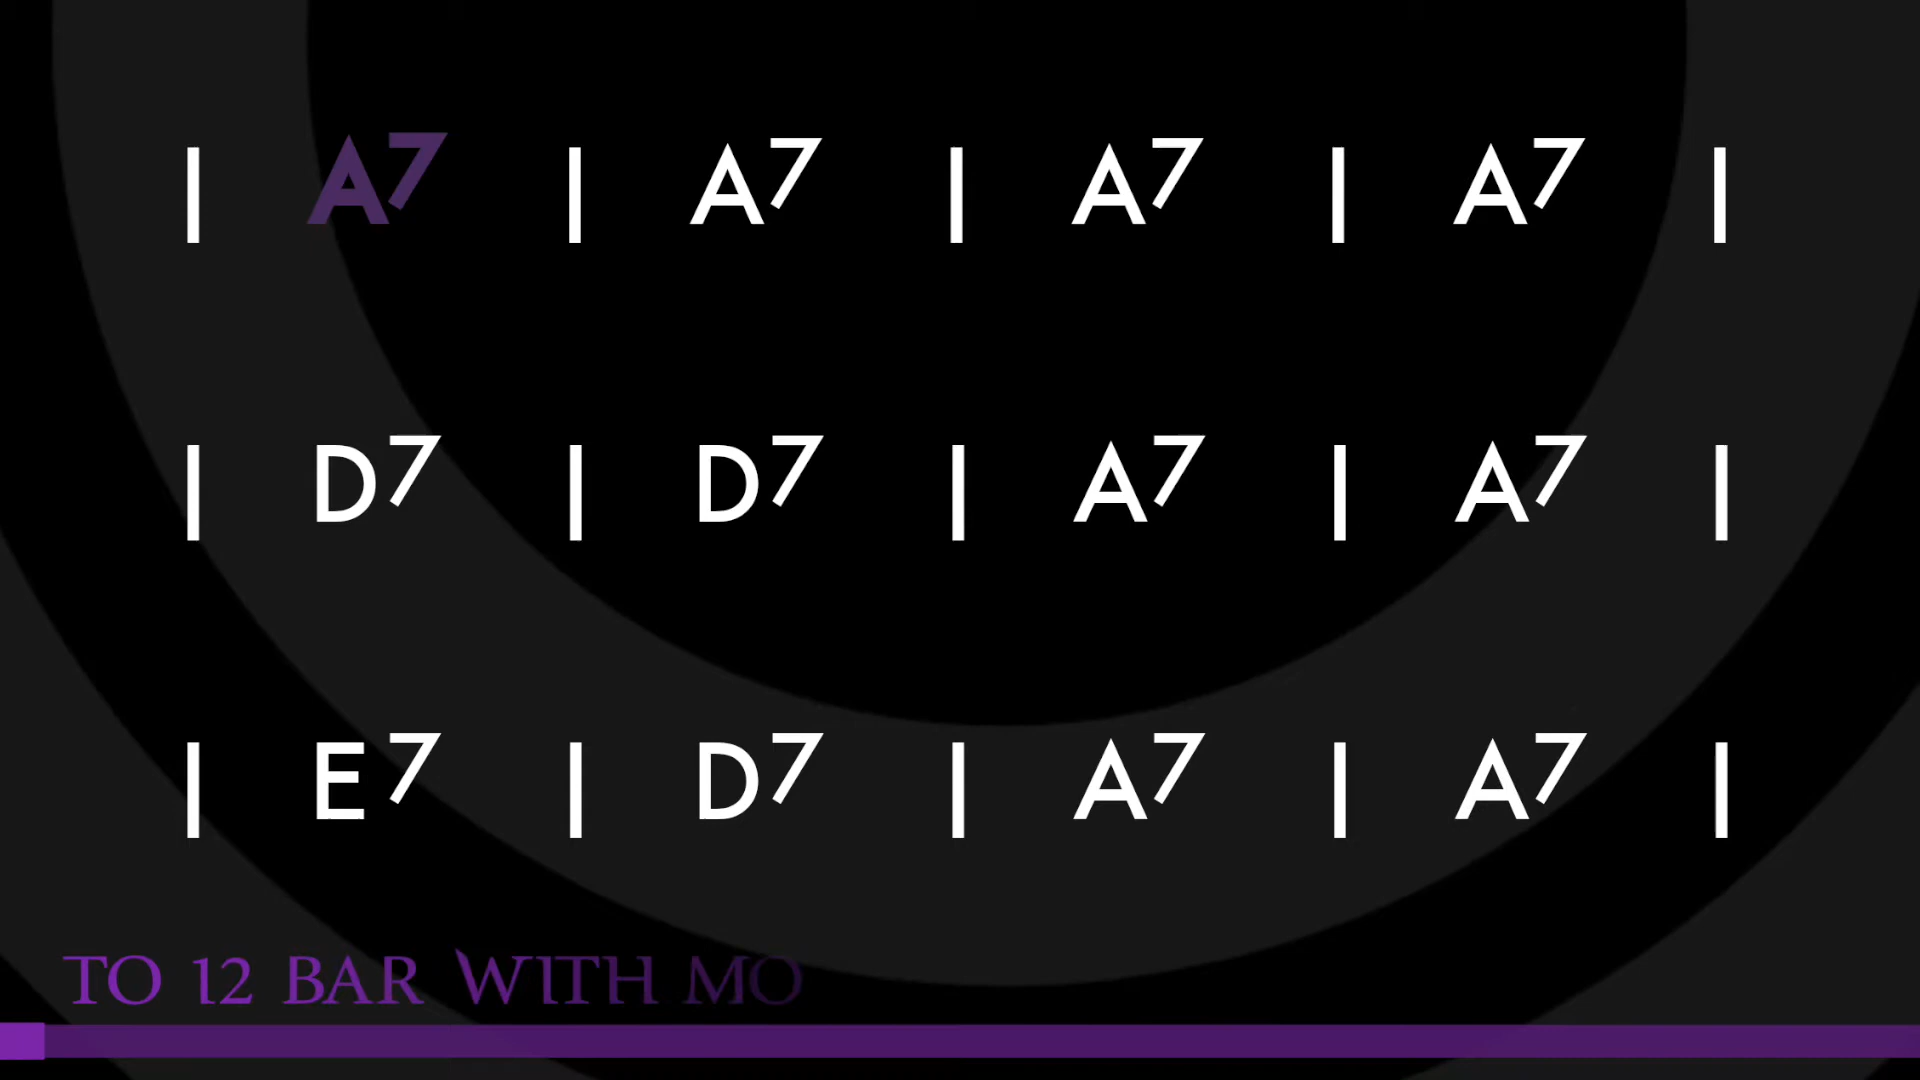 | A7 | A7 | A7 | A7 |
| D7 | D7 | A7 | A7 |
| E7 | D7 | A7 | A7 |
TO 12 BAR WITH MO